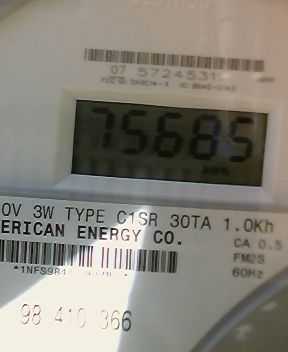 07 57245312
75685
kWh
0V 3W TYPE C1SR 30TA 1.0Kh
ERICAN ENERGY CO.
CA 0.5
FM2S
60Hz
98 410 366